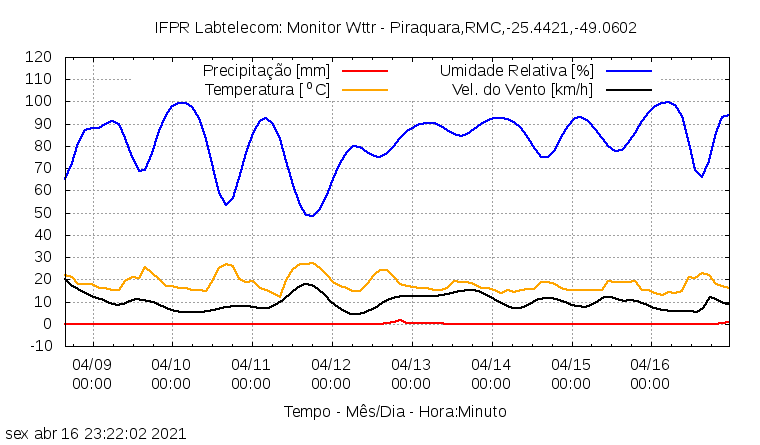 IFPR Labtelecom: Monitor Wttr - Piraquara,RMC,-25.4421,-49.0602
Precipitação [mm]
Temperatura [ ⁰C]
Umidade Relativa [%]
Vel. do Vento [km/h]
120
110
100
90
80
70
60
50
40
30
20
10
0
-10
04/09 04/10 04/11 04/12 04/13 04/14 04/15 04/16
00:00 00:00 00:00 00:00 00:00 00:00 00:00 00:00
Tempo - Mês/Dia - Hora:Minuto
sex abr 16 23:22:02 2021